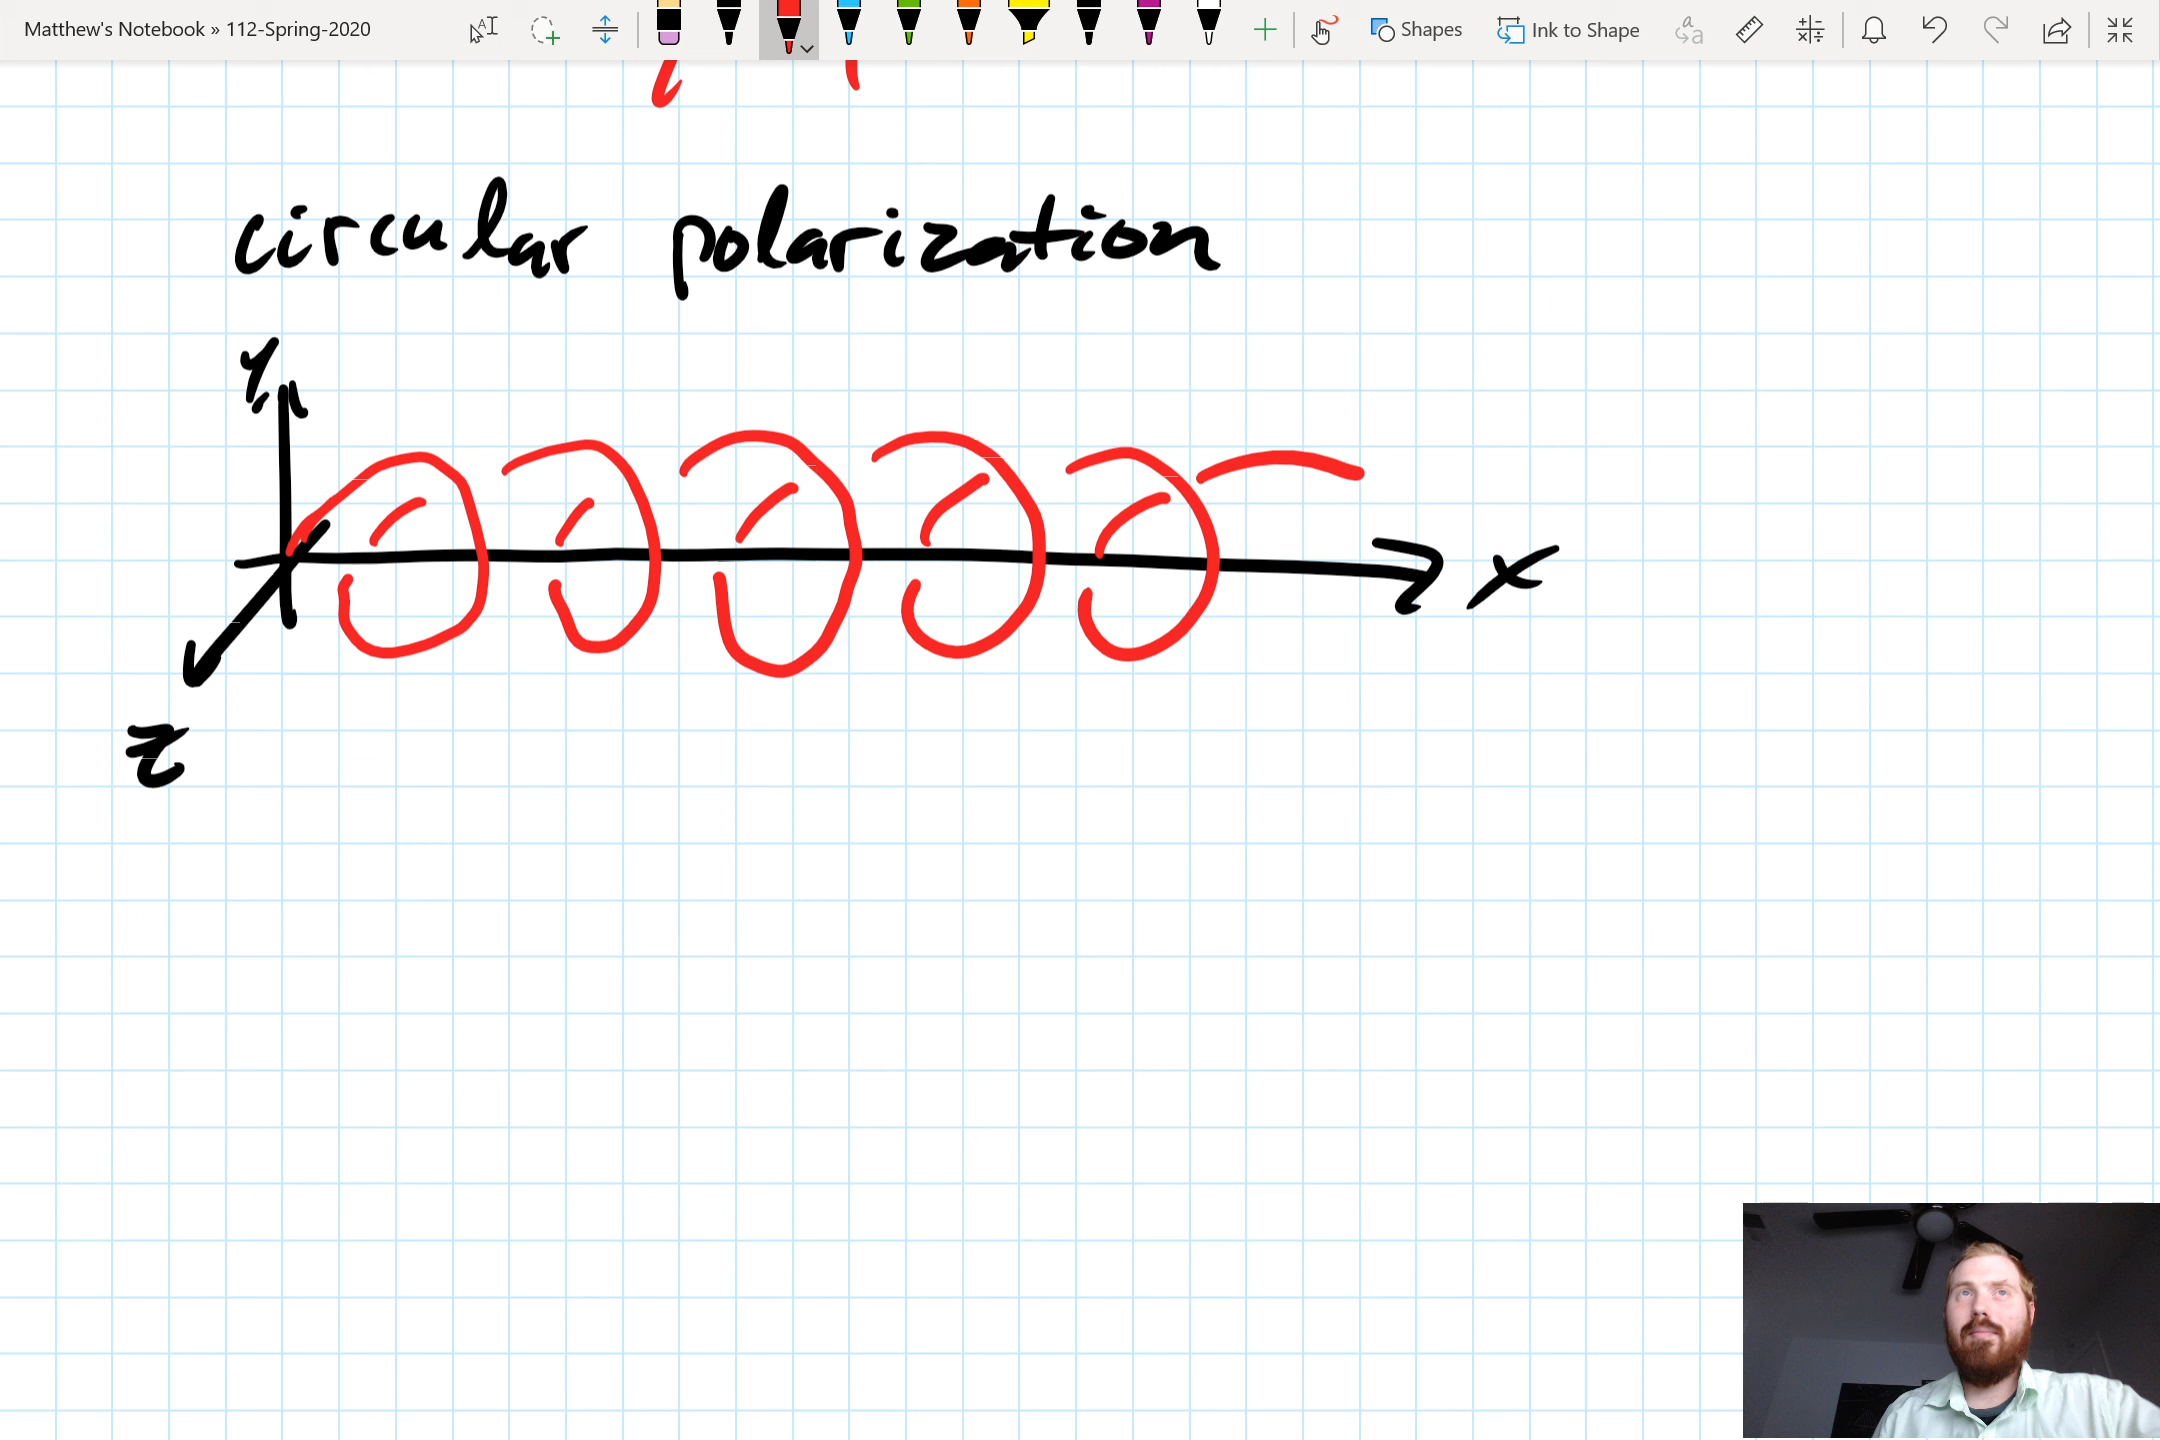 Matthew's Notebook » 112-Spring-2020 Shapes Ink to Shape
circular polarization
y
x
z